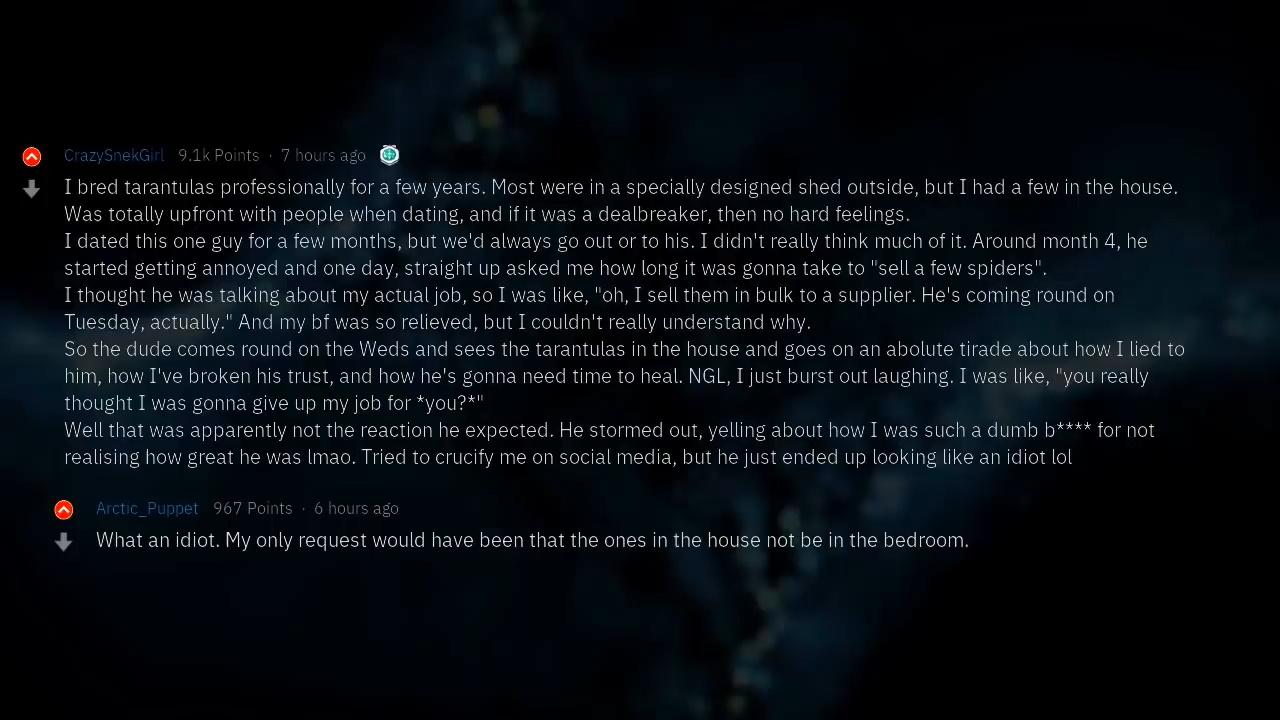 CrazySnekGirl 9.1k Points · 7 hours ago
I bred tarantulas professionally for a few years. Most were in a specially designed shed outside, but I had a few in the house.
Was totally upfront with people when dating, and if it was a dealbreaker, then no hard feelings.
I dated this one guy for a few months, but we'd always go out or to his. I didn't really think much of it. Around month 4, he
started getting annoyed and one day, straight up asked me how long it was gonna take to "sell a few spiders".
I thought he was talking about my actual job, so I was like, "oh, I sell them in bulk to a supplier. He's coming round on
Tuesday, actually." And my bf was so relieved, but I couldn't really understand why.
So the dude comes round on the Weds and sees the tarantulas in the house and goes on an abolute tirade about how I lied to
him, how I've broken his trust, and how he's gonna need time to heal. NGL, I just burst out laughing. I was like, "you really
thought I was gonna give up my job for *you?*"
Well that was apparently not the reaction he expected. He stormed out, yelling about how I was such a dumb b**** for not
realising how great he was lmao. Tried to crucify me on social media, but he just ended up looking like an idiot lol
Arctic_Puppet 967 Points · 6 hours ago
What an idiot. My only request would have been that the ones in the house not be in the bedroom.